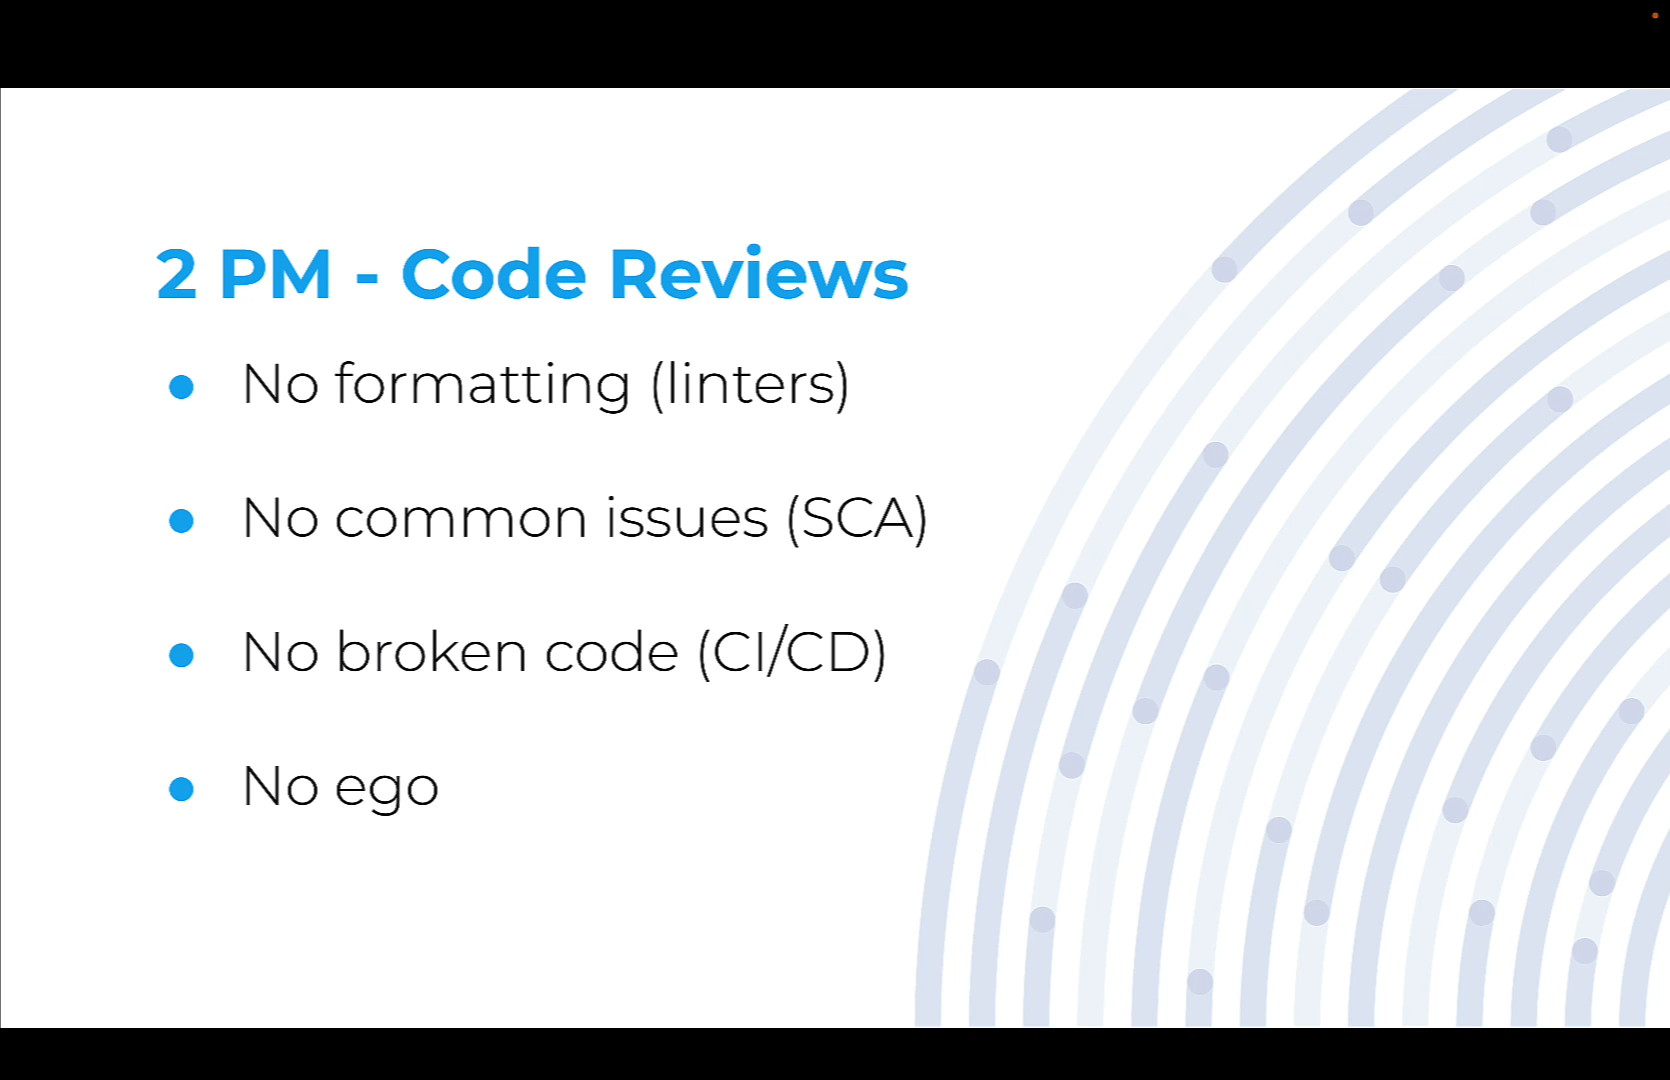 2 PM - Code Reviews
● No formatting (linters)
● No common issues (SCA)
● No broken code (CI/CD)
● No ego